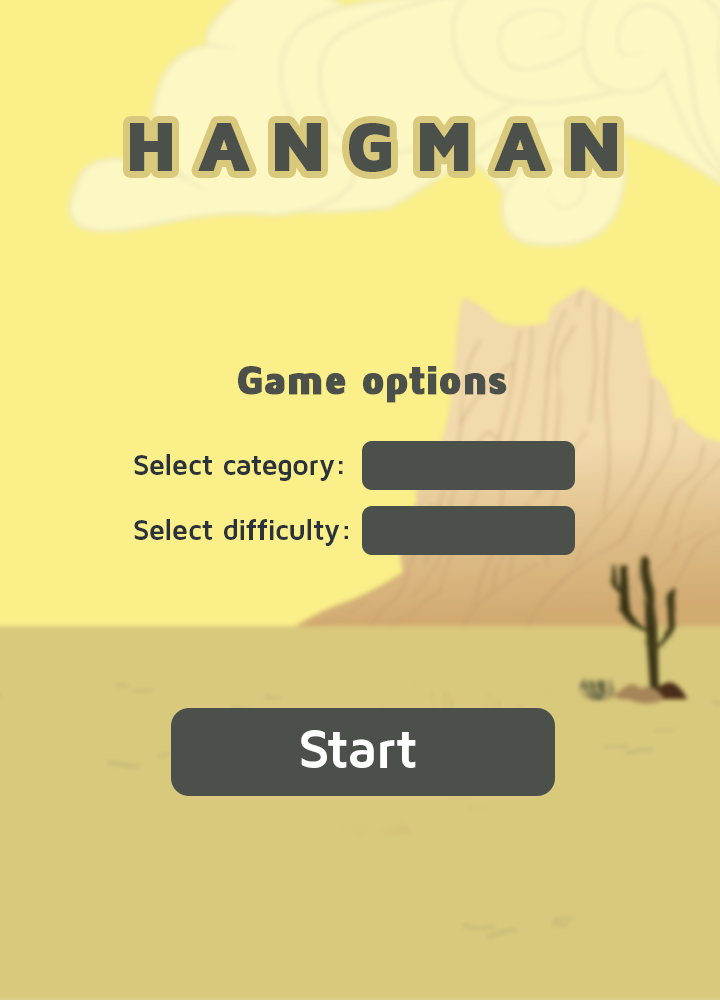 HANGMAN
Game options
Select category:
Select difficulty:
Start